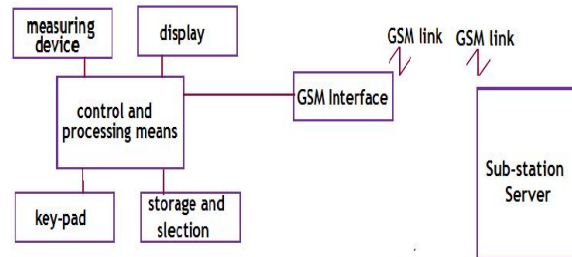 measuring
device
display
GSM link
GSM link
control and
processing means
GSM Interface
key-pad
storage and
slection
Sub-station
Server